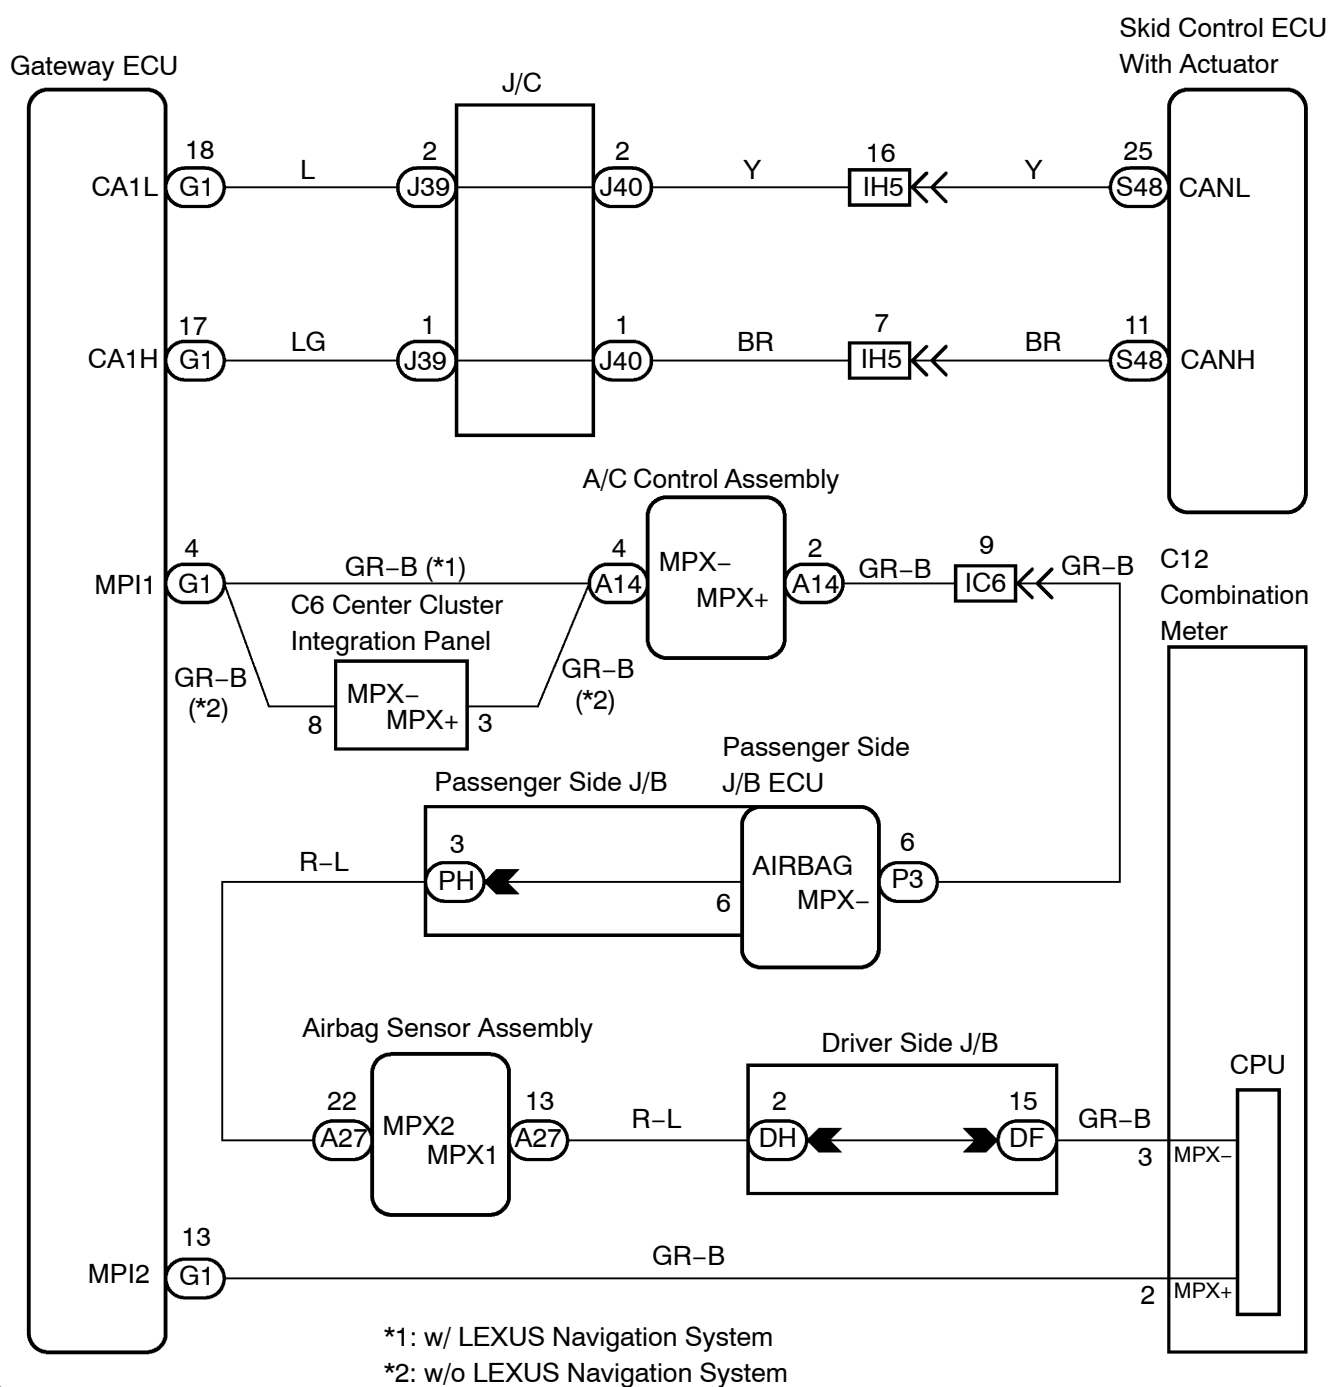 Skid Control ECU
With Actuator
Gateway ECU
J/C
18
2
2
16
25
L
Y
Y
CA1L
G1
J39
J40
IH5
S48
CANL
17
1
1
7
11
LG
BR
BR
CA1H
G1
J39
J40
IH5
S48
CANH
A/C Control Assembly
4
4
2
9
C12
Combination
Meter
GR−B (*1)
MPX−
MPX+
GR−B
GR−B
MPI1
G1
A14
A14
IC6
C6 Center Cluster
Integration Panel
GR−B
(*2)
GR−B
(*2)
MPX−
MPX+
8
3
Passenger Side
J/B ECU
Passenger Side J/B
3
6
R−L
PH
AIRBAG
MPX−
P3
6
Airbag Sensor Assembly
Driver Side J/B
CPU
22
13
2
15
MPX2
MPX1
R−L
GR−B
A27
A27
DH
DF
3
MPX−
13
GR−B
MPI2
G1
2
MPX+
*1: w/ LEXUS Navigation System
*2: w/o LEXUS Navigation System